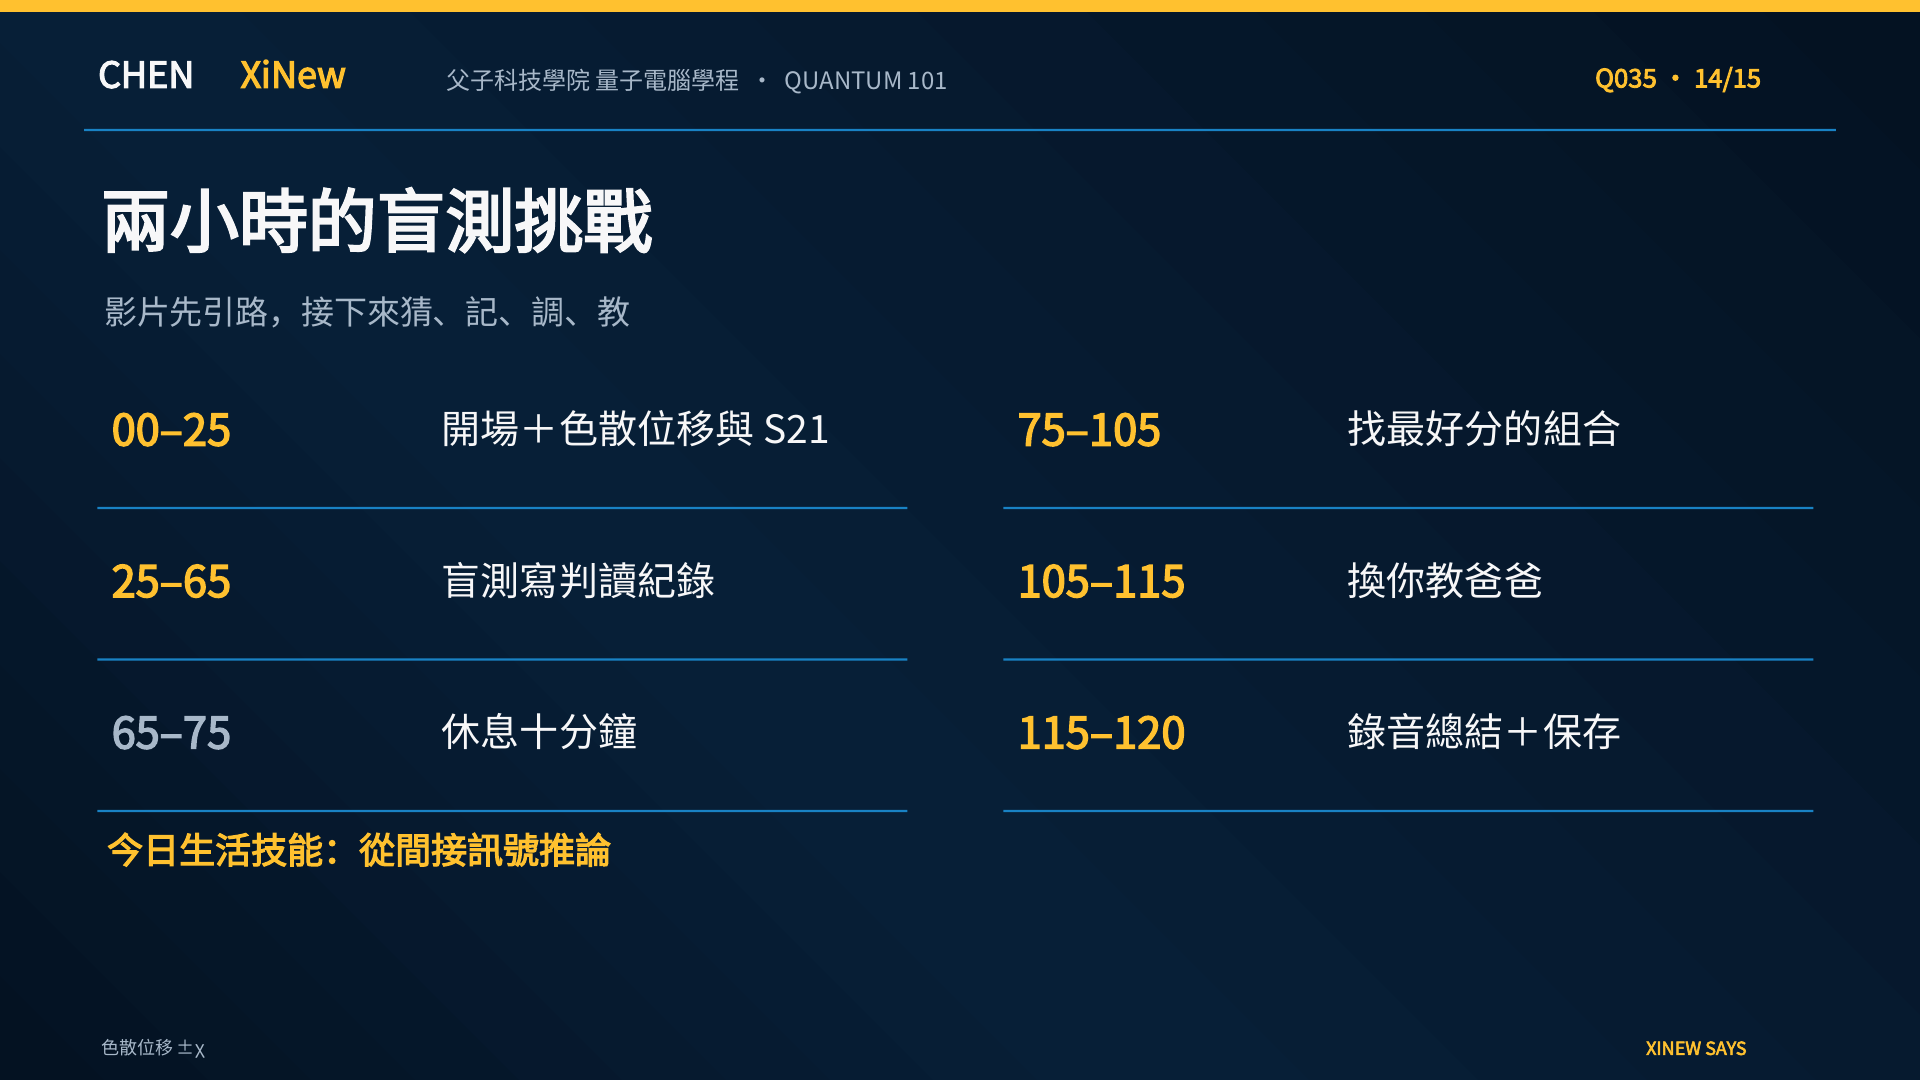 CHEN XiNew 父子科技學院 量子電腦學程 • QUANTUM 101 Q035 • 14/15
兩小時的盲測挑戰
影片先引路，接下來猜、記、調、教
00–25 開場＋色散位移與 S21
25–65 盲測寫判讀紀錄
65–75 休息十分鐘
75–105 找最好分的組合
105–115 換你教爸爸
115–120 錄音總結＋保存
今日生活技能：從間接訊號推論
色散位移 ±χ
XINEW SAYS